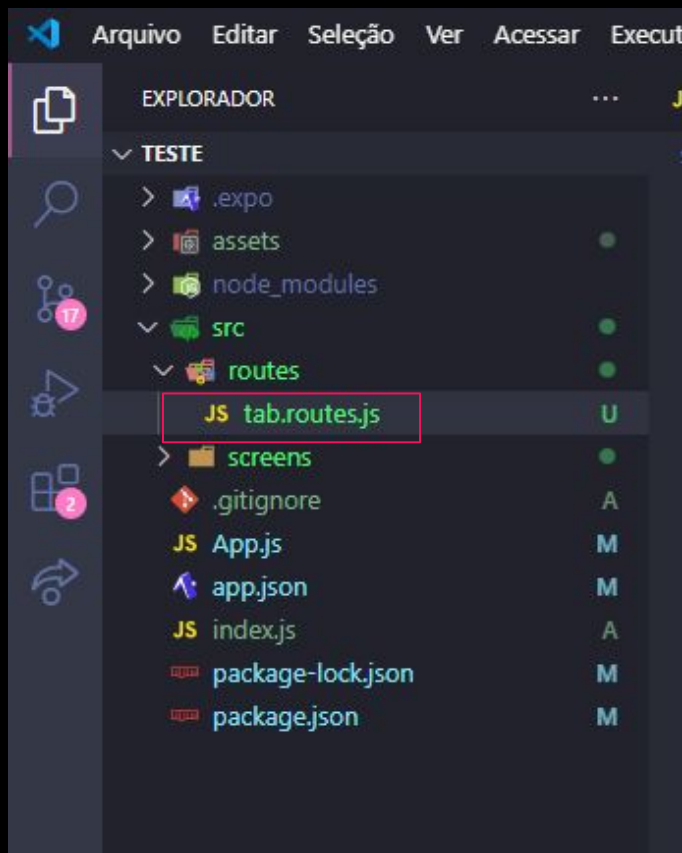 Arquivo Editar Seleção Ver Acessar Execut
EXPLORADOR ...
TESTE
.expo
assets
node_modules
17
src
routes
JS tab.routes.js U
screens
2
.gitignore A
JS App.js M
app.json M
JS index.js A
package-lock.json M
package.json M